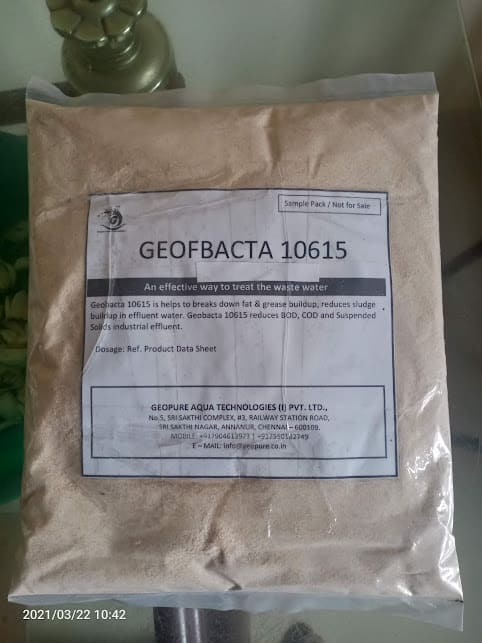 Sample Pack / Not for Sale
GEOFBACTA 10615
An effective way to treat the waste water
Geobacta 10615 is helps to breaks down fat & grease buildup, reduces sludge
buildup in effluent water. Geobacta 10615 reduces BOD, COD and Suspended
Solids industrial effluent.
Dosage: Ref. Product Data Sheet
GEOPURE AQUA TECHNOLOGIES (I) PVT. LTD.,
No.5, SRI SAKTHI COMPLEX, #3, RAILWAY STATION ROAD,
SRI SAKTHI NAGAR, ANNANUR, CHENNAI – 600109.
MOBILE: +917904613973 | +917550142749
E – MAIL: info@geopure.co.in
2021/03/22 10:42